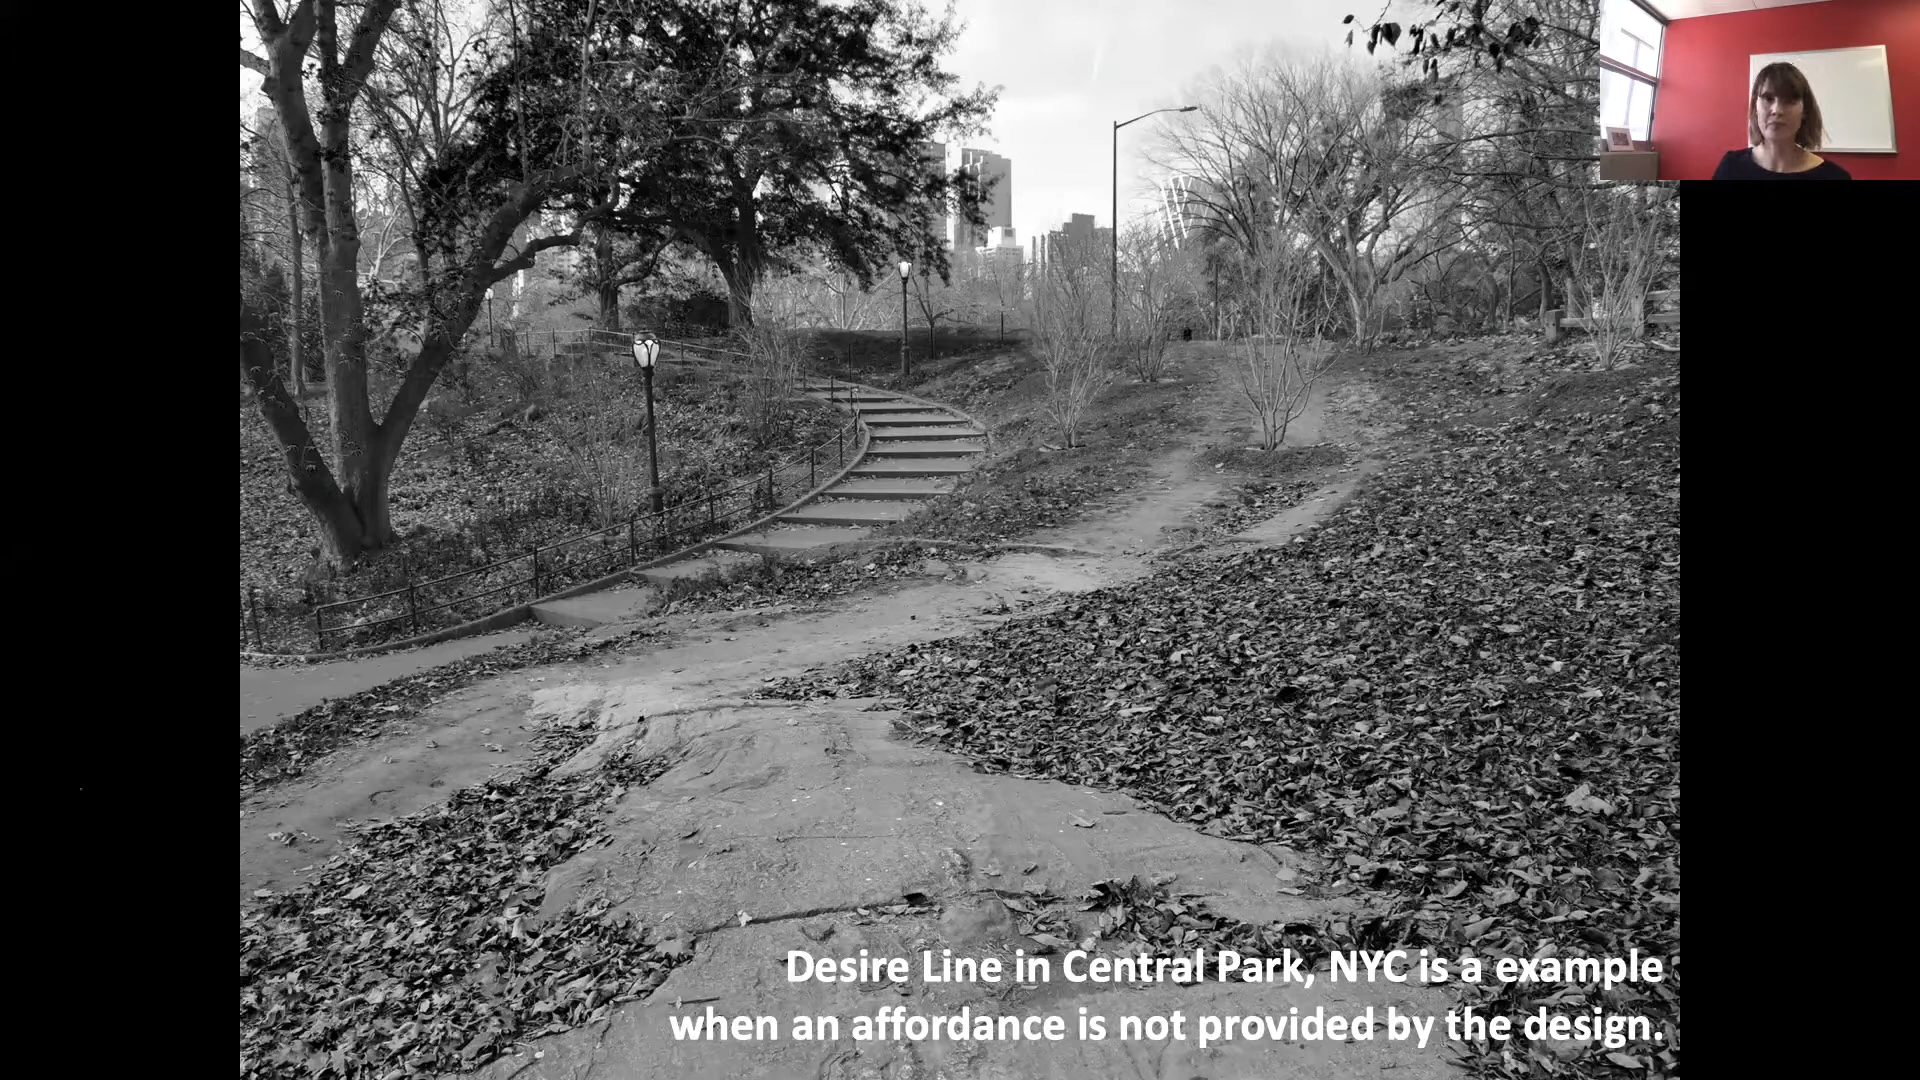 Desire Line in Central Park, NYC is a example
when an affordance is not provided by the design.